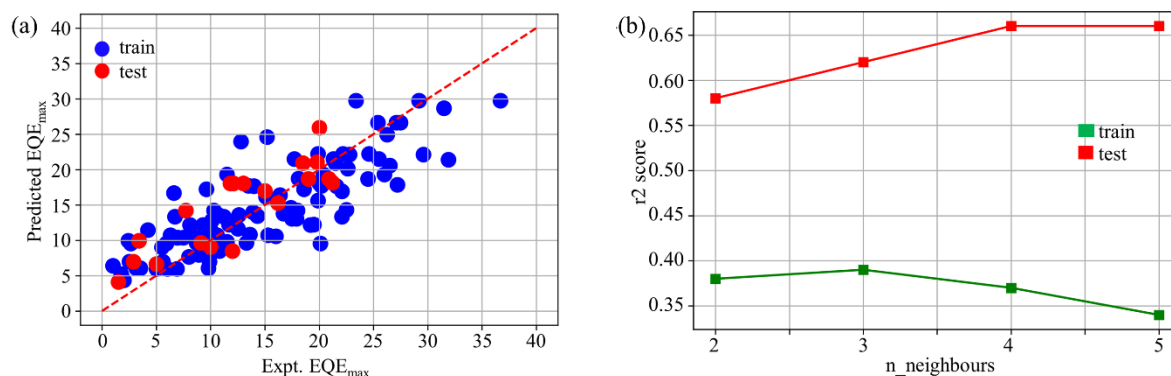 (a)
Predicted EQEmax
40
35
30
25
20
15
10
5
0
train
test
0 5 10 15 20 25 30 35 40
Expt. EQEmax
(b)
r2 score
0.65
0.60
0.55
0.50
0.45
0.40
0.35
train
test
2 3 4 5
n_neighbours